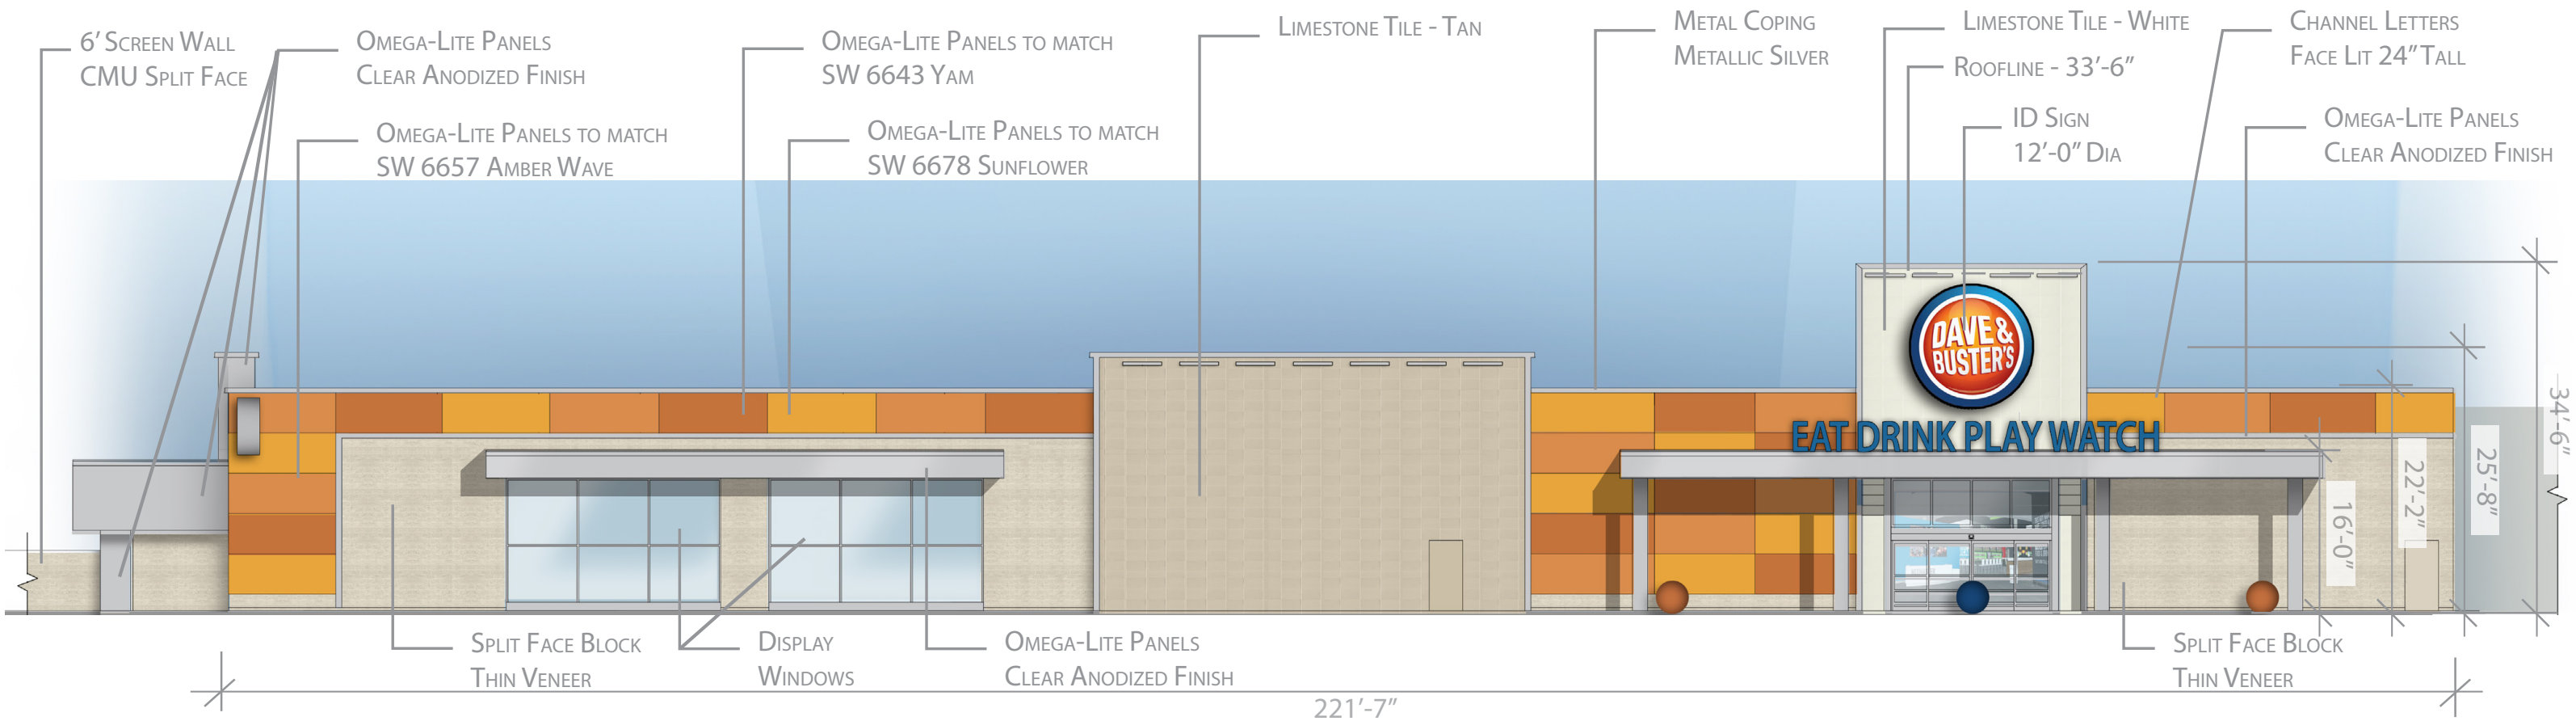 6' Screen Wall
CMU Split Face
Omega-Lite Panels
Clear Anodized Finish
Omega-Lite Panels to match
SW 6657 Amber Wave
Omega-Lite Panels to match
SW 6643 Yam
Omega-Lite Panels to match
SW 6678 Sunflower
Limestone Tile - Tan
Metal Coping
Metallic Silver
Limestone Tile - White
Roofline - 33'-6"
ID Sign
12'-0" Dia
Channel Letters
Face Lit 24" Tall
Omega-Lite Panels
Clear Anodized Finish
DAVE &
BUSTER'S
EAT DRINK PLAY WATCH
16'-0"
22'-2"
25'-8"
34'-6"
Split Face Block
Thin Veneer
Display
Windows
Omega-Lite Panels
Clear Anodized Finish
Split Face Block
Thin Veneer
221'-7"